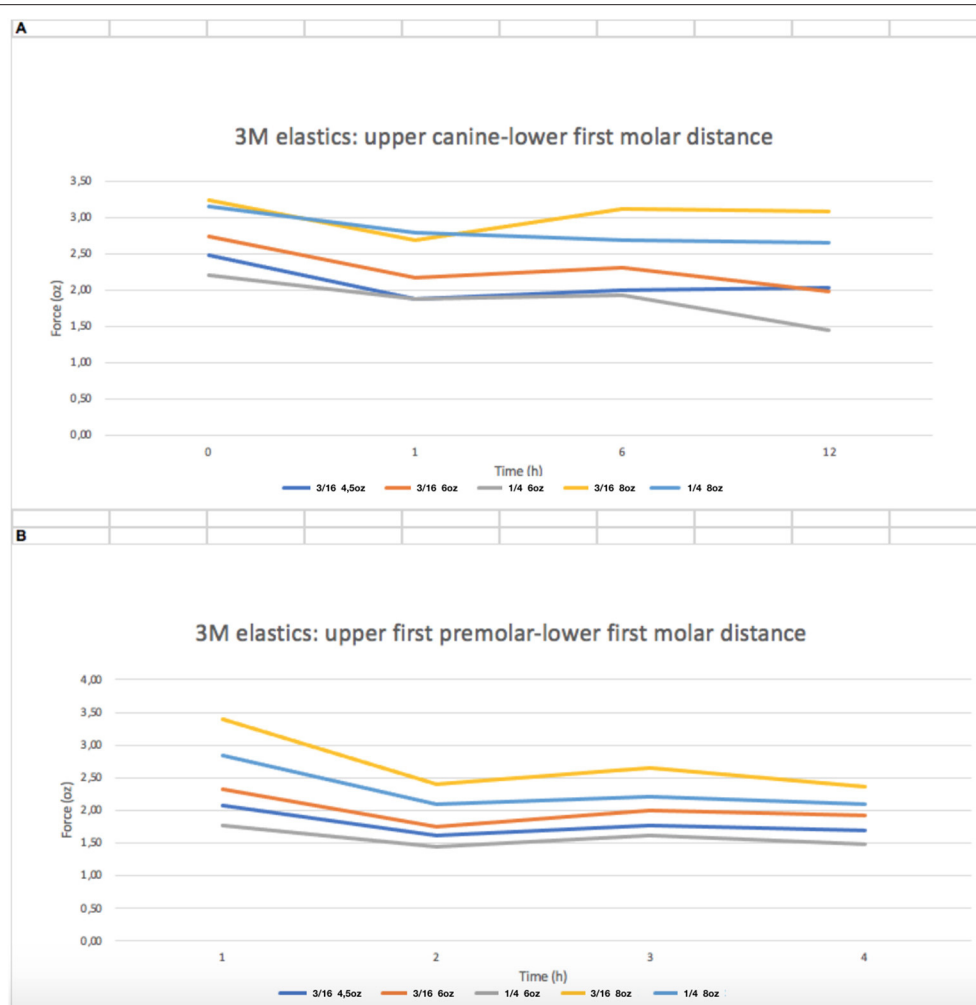 A
3M elastics: upper canine-lower first molar distance
3,50
3,00
2,50
2,00
1,50
1,00
0,50
0,00
Force (oz)
0 1 6 12
Time (h)
3/16 4,5oz 3/16 6oz 1/4 6oz 3/16 8oz 1/4 8oz
B
3M elastics: upper first premolar-lower first molar distance
4,00
3,50
3,00
2,50
2,00
1,50
1,00
0,50
0,00
Force (oz)
1 2 3 4
Time (h)
3/16 4,5oz 3/16 6oz 1/4 6oz 3/16 8oz 1/4 8oz